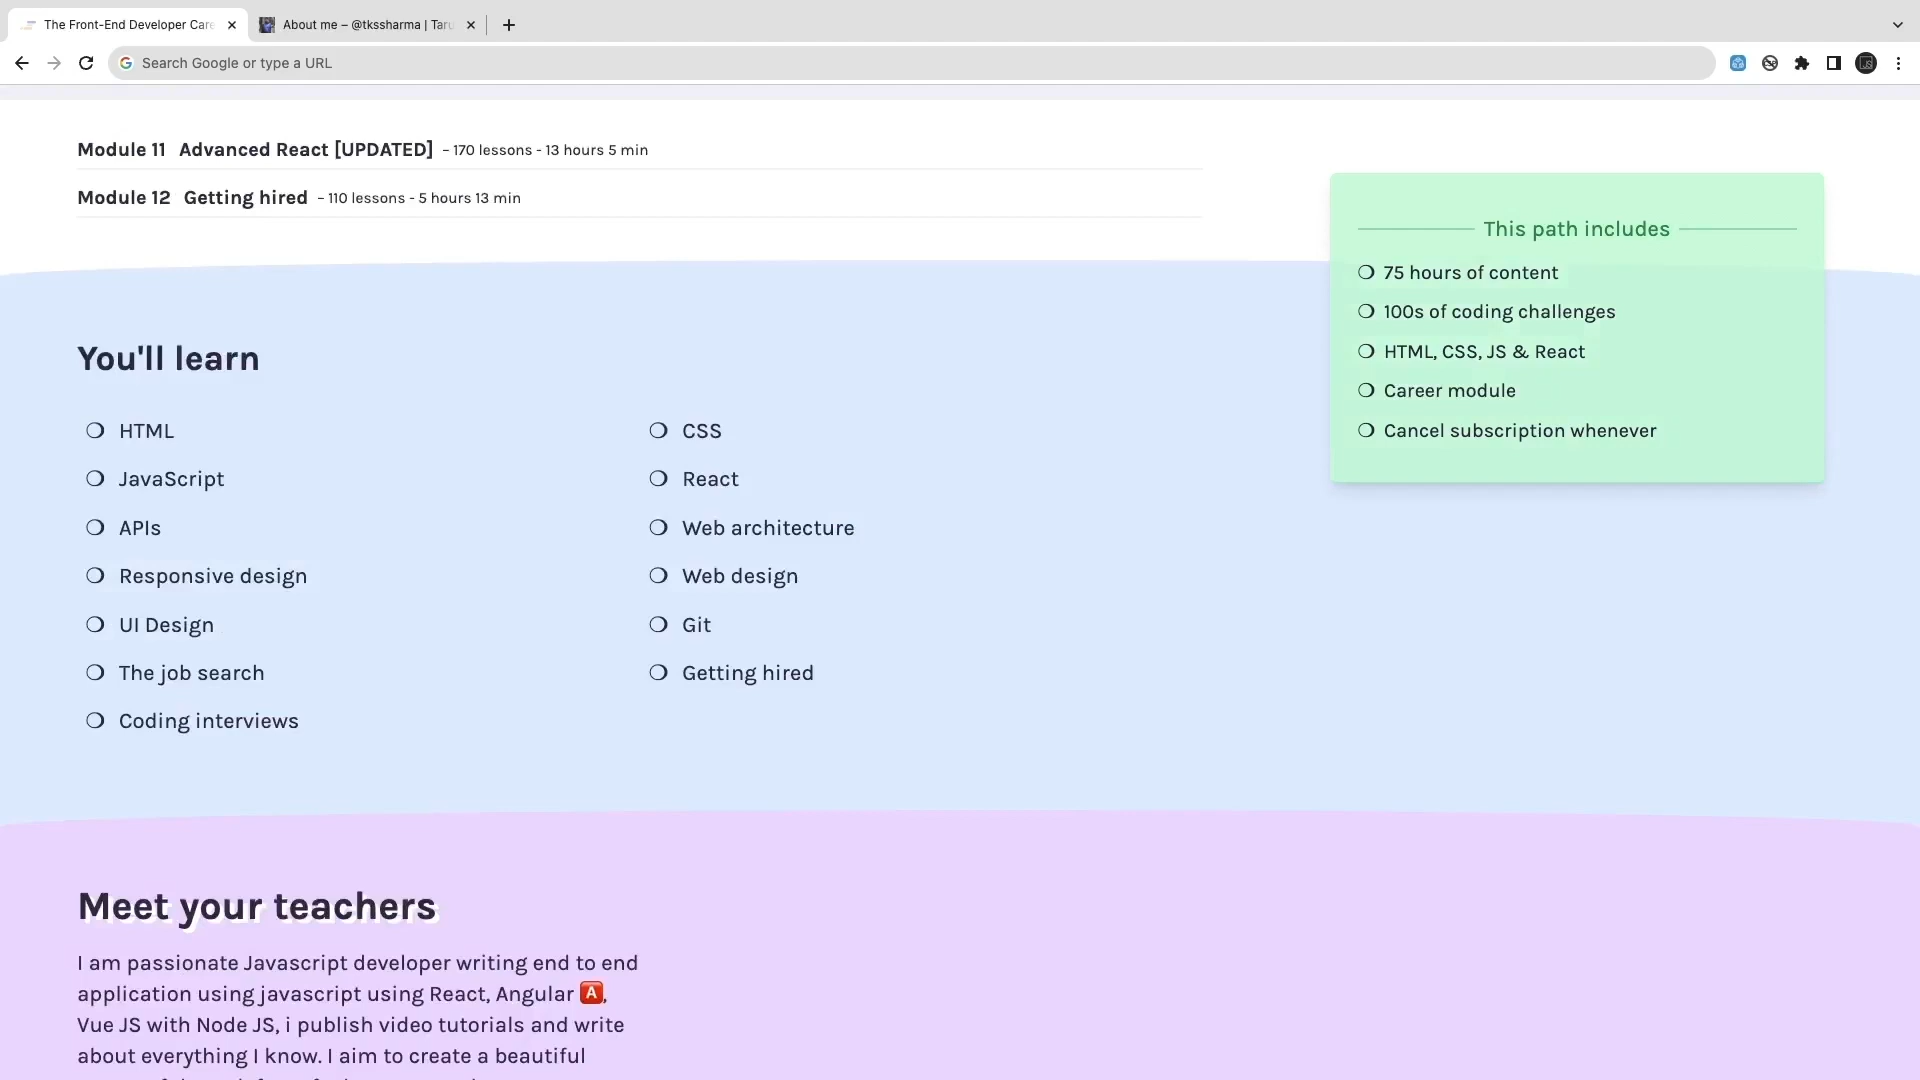 The Front-End Developer Care
About me – @tkssharma | Taru
Search Google or type a URL
Module 11 Advanced React [UPDATED] – 170 lessons - 13 hours 5 min
Module 12 Getting hired – 110 lessons - 5 hours 13 min
This path includes
75 hours of content
100s of coding challenges
HTML, CSS, JS & React
Career module
Cancel subscription whenever
You'll learn
HTML
CSS
JavaScript
React
APIs
Web architecture
Responsive design
Web design
UI Design
Git
The job search
Getting hired
Coding interviews
Meet your teachers
I am passionate Javascript developer writing end to end
application using javascript using React, Angular 🅰,
Vue JS with Node JS, i publish video tutorials and write
about everything I know. I aim to create a beautiful